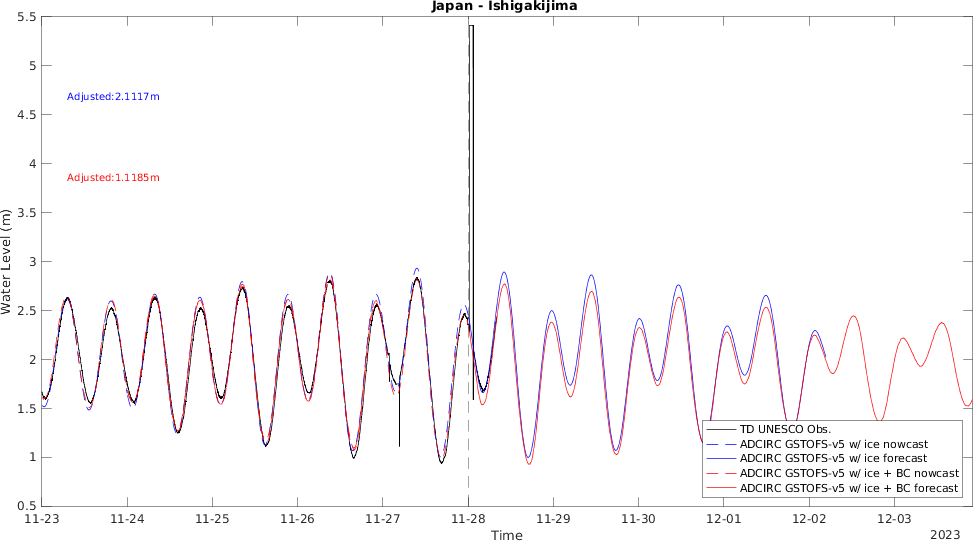 Japan - Ishigakijima
5.5
5
4.5
4
3.5
3
2.5
2
1.5
1
0.5
Water Level (m)
Adjusted:2.1117m
Adjusted:1.1185m
TD UNESCO Obs.
ADCIRC GSTOFS-v5 w/ ice nowcast
ADCIRC GSTOFS-v5 w/ ice forecast
ADCIRC GSTOFS-v5 w/ ice + BC nowcast
ADCIRC GSTOFS-v5 w/ ice + BC forecast
11-23 11-24 11-25 11-26 11-27 11-28 11-29 11-30 12-01 12-02 12-03
Time
2023